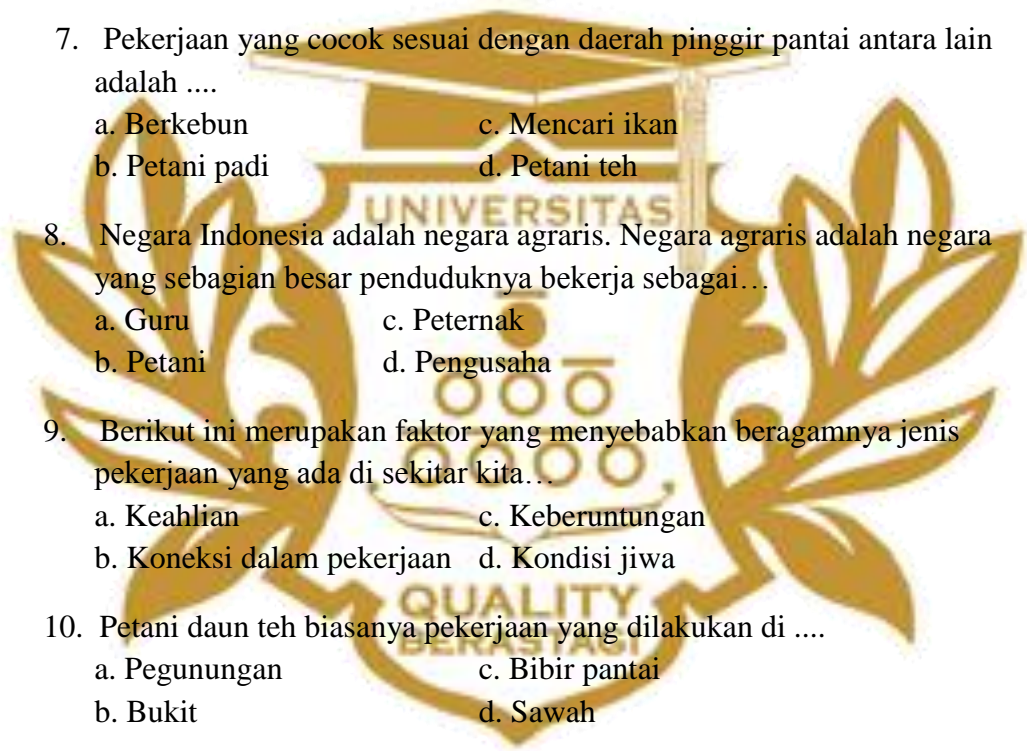 7. Pekerjaan yang cocok sesuai dengan daerah pinggir pantai antara lain
adalah ....
a. Berkebun c. Mencari ikan
b. Petani padi d. Petani teh
UNIVERSITAS
8. Negara Indonesia adalah negara agraris. Negara agraris adalah negara
yang sebagian besar penduduknya bekerja sebagai…
a. Guru c. Peternak
b. Petani d. Pengusaha
9. Berikut ini merupakan faktor yang menyebabkan beragamnya jenis
pekerjaan yang ada di sekitar kita…
a. Keahlian c. Keberuntungan
b. Koneksi dalam pekerjaan d. Kondisi jiwa
QUALITY
10. Petani daun teh biasanya pekerjaan yang dilakukan di ....
BERASTAGI
a. Pegunungan c. Bibir pantai
b. Bukit d. Sawah